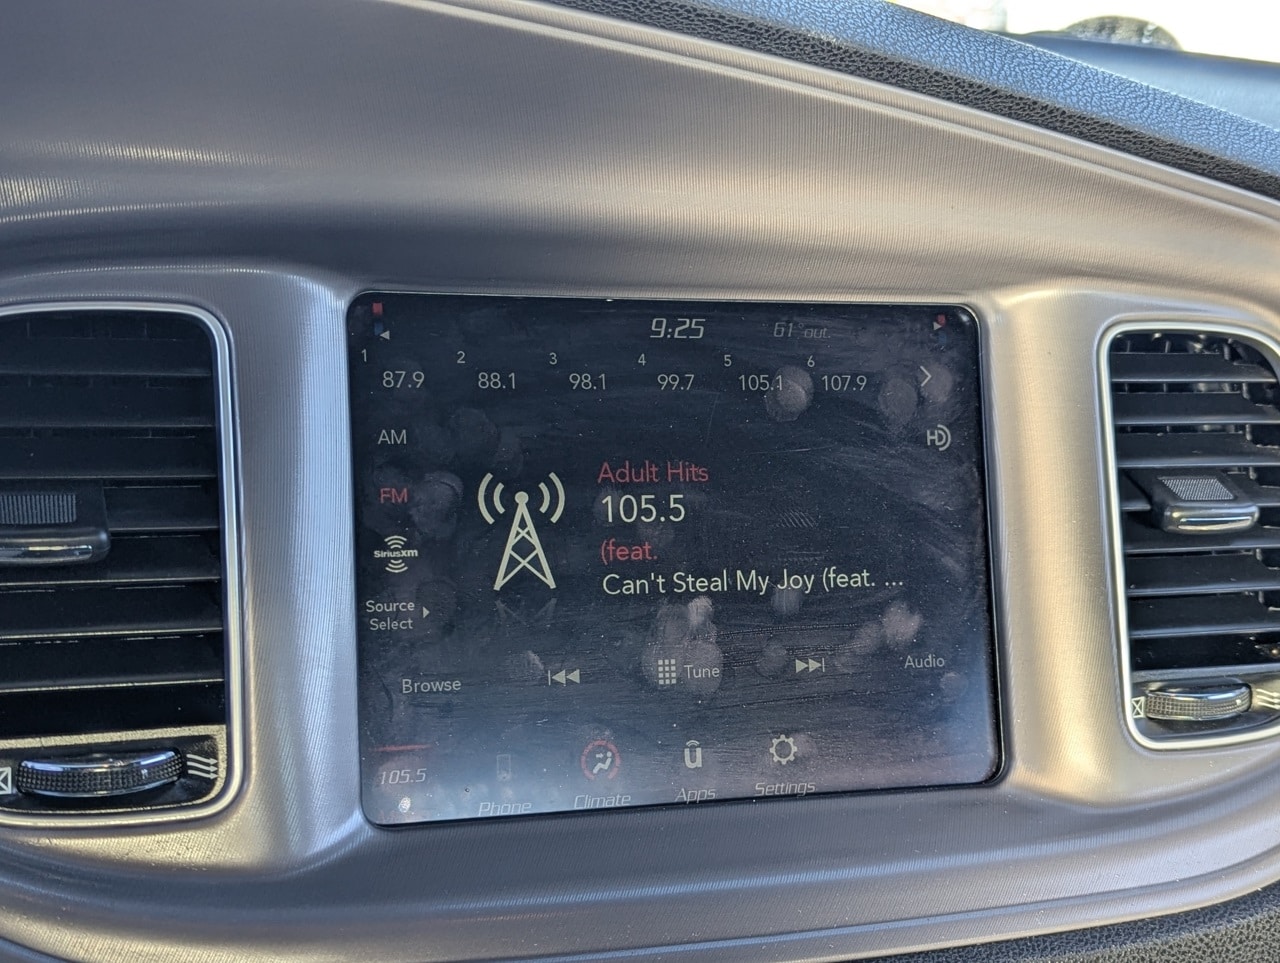 9:25 61°out.
1 2 3 4 5 6
87.9 88.1 98.1 99.7 105.1 107.9
AM
HD
Adult Hits
FM
105.5
(feat.
SiriusXM
Can't Steal My Joy (feat. ...
Source
Select
Browse
Tune
Audio
105.5
Phone
Climate
Apps
Settings